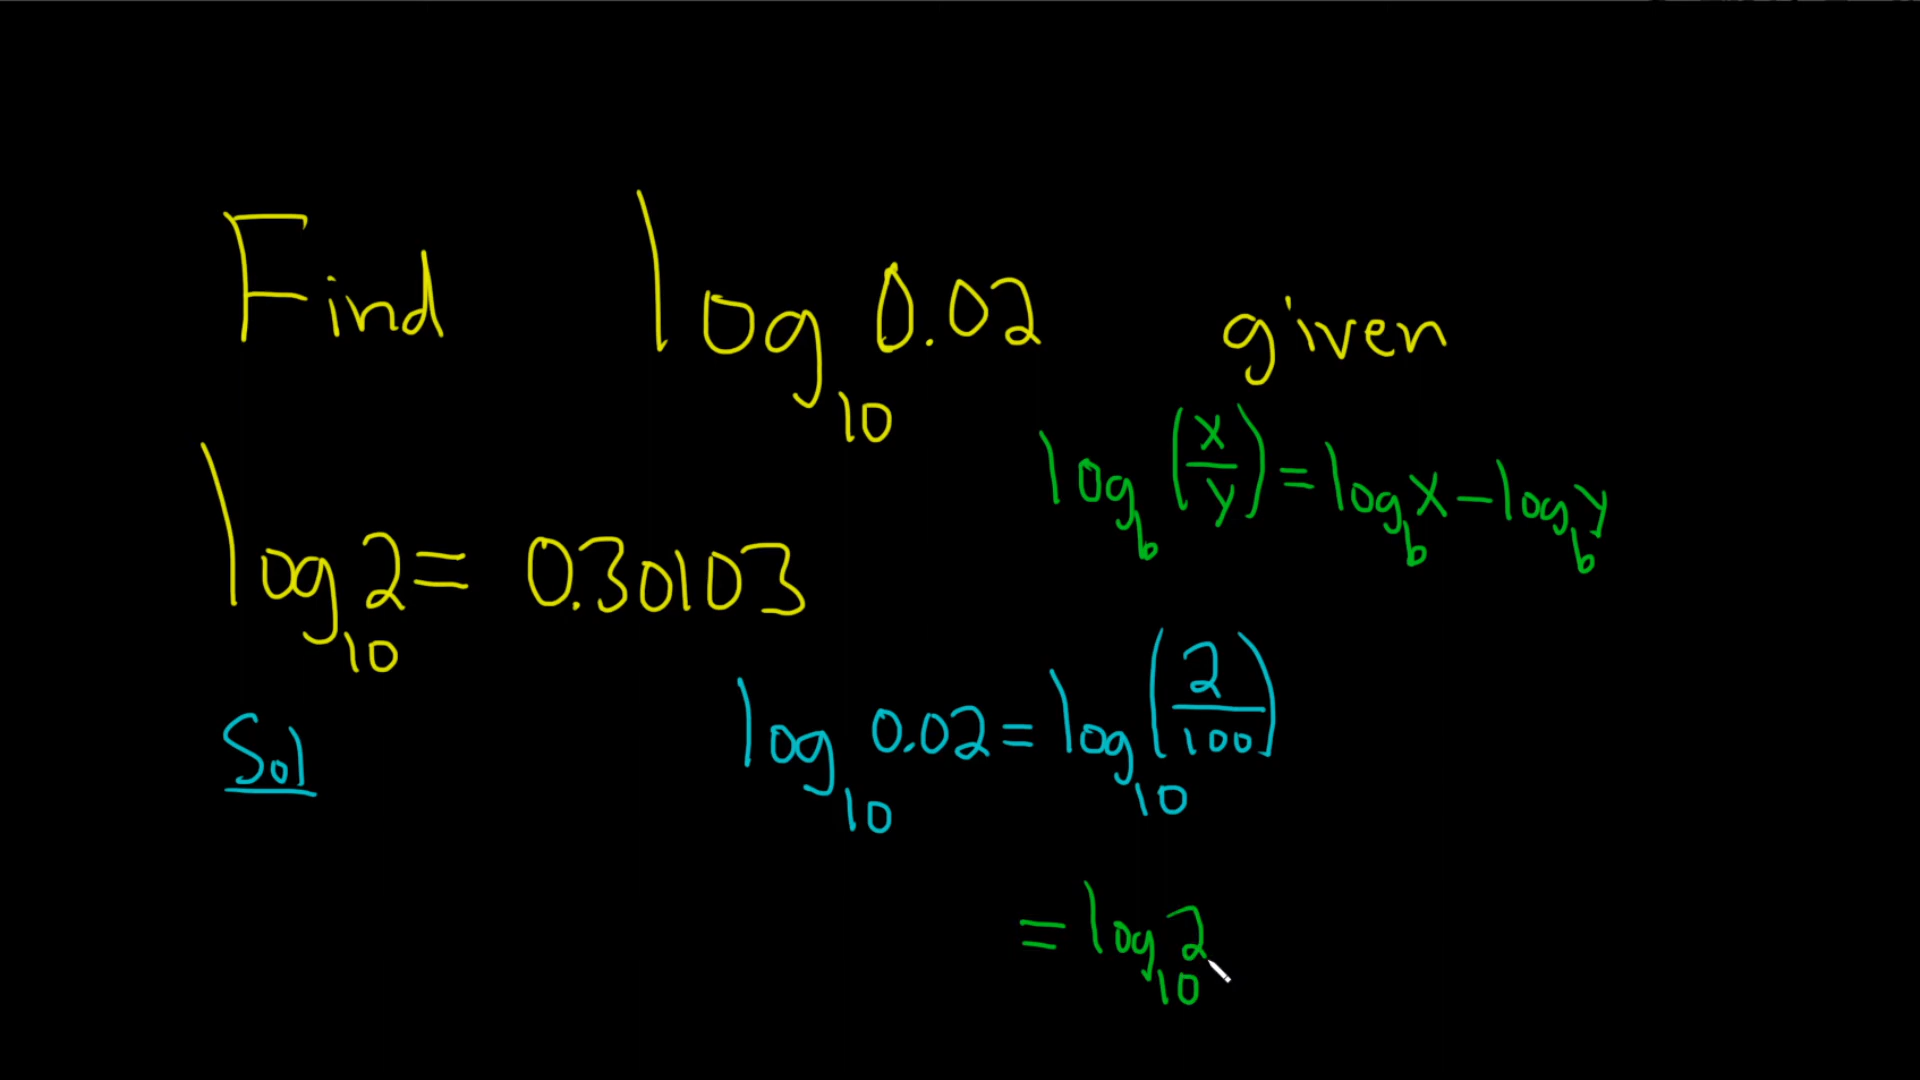 Find log₁₀ 0.02 given
log_b (x/y) = log_b x − log_b y
log₁₀ 2 = 0.30103
Sol
log₁₀ 0.02 = log₁₀ (2/100)
= log₁₀ 2